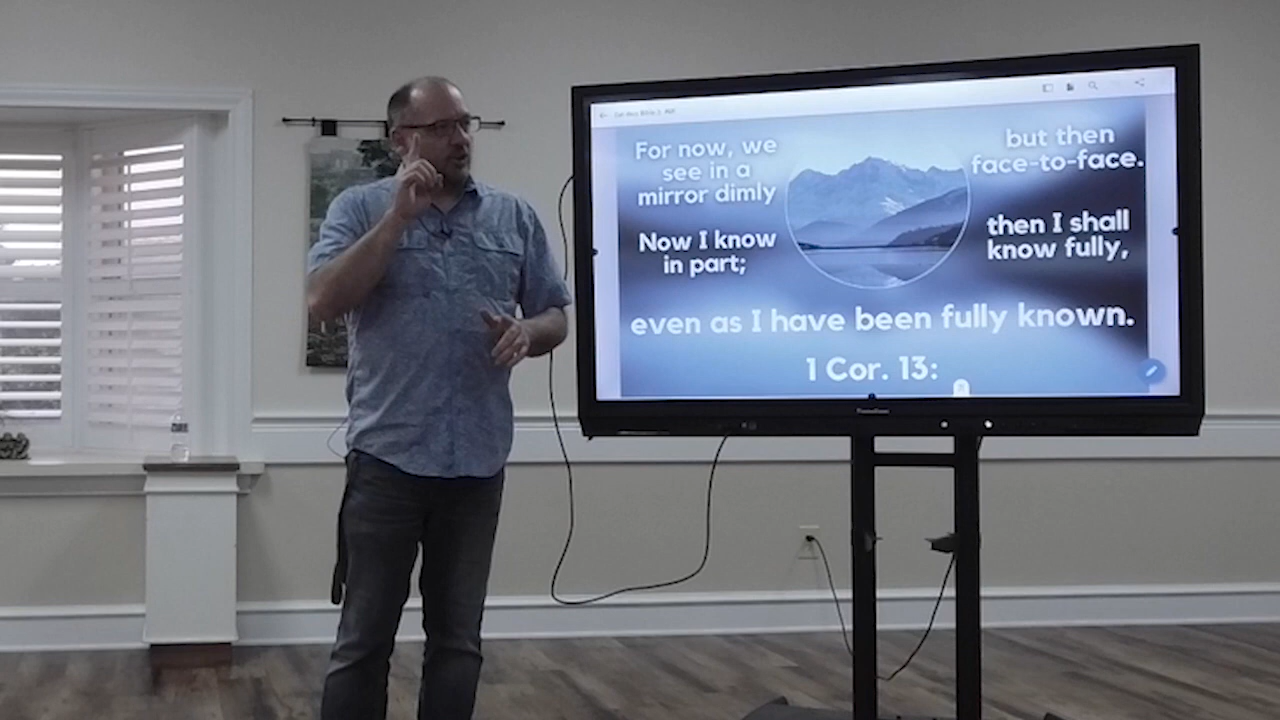 For now, we
see in a
mirror dimly
but then
face-to-face.
Now I know
in part;
then I shall
know fully,
even as I have been fully known.
1 Cor. 13: